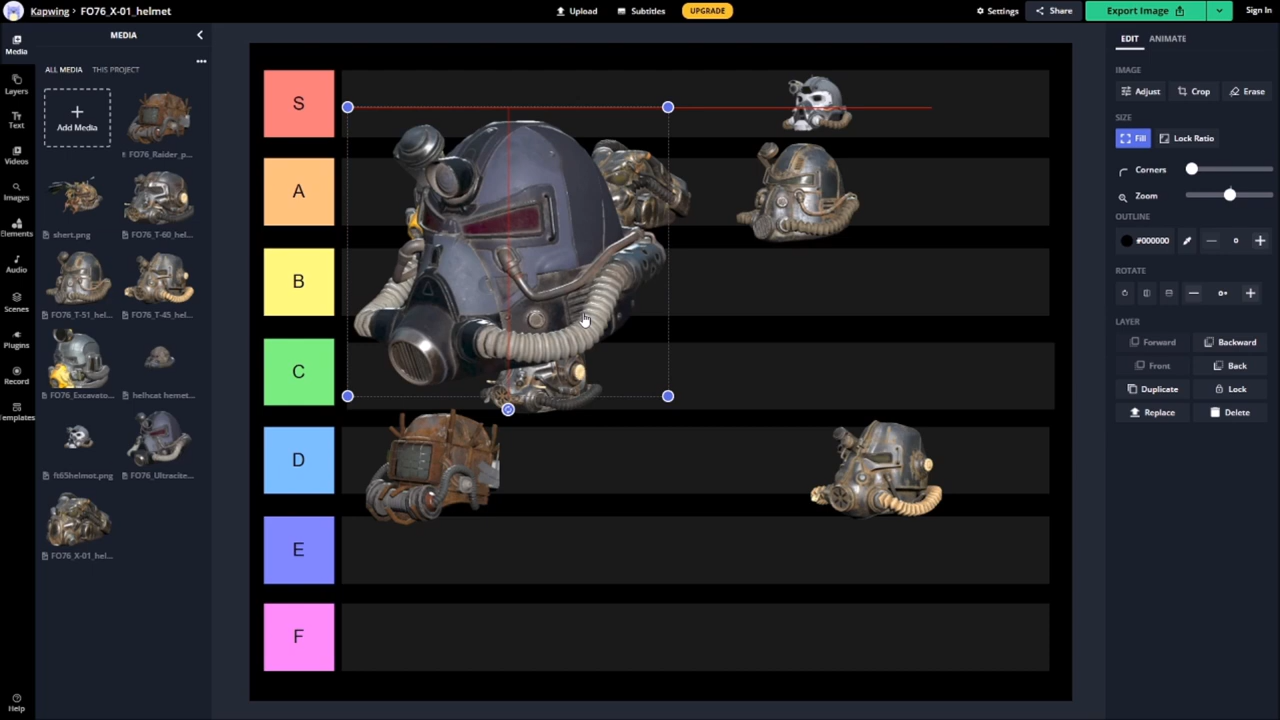 Kapwing › FO76_X-01_helmet
Upload
Subtitles
UPGRADE
Settings
Share
Export Image
Sign In
Media
Layers
Text
Videos
Images
Elements
Audio
Scenes
Plugins
Record
Templates
Help
MEDIA
ALL MEDIA
THIS PROJECT
Add Media
FO76_Raider_p...
shert.png
FO76_T-60_hel...
FO76_T-51_hel...
FO76_T-45_hel...
FO76_Excavato...
hellcat hemet...
ft65helmot.png
FO76_Ultracite...
FO76_X-01_hel...
S
A
B
C
D
E
F
EDIT
ANIMATE
IMAGE
Adjust
Crop
Erase
SIZE
Fill
Lock Ratio
Corners
Zoom
OUTLINE
#000000
0
ROTATE
0°
LAYER
Forward
Backward
Front
Back
Duplicate
Lock
Replace
Delete